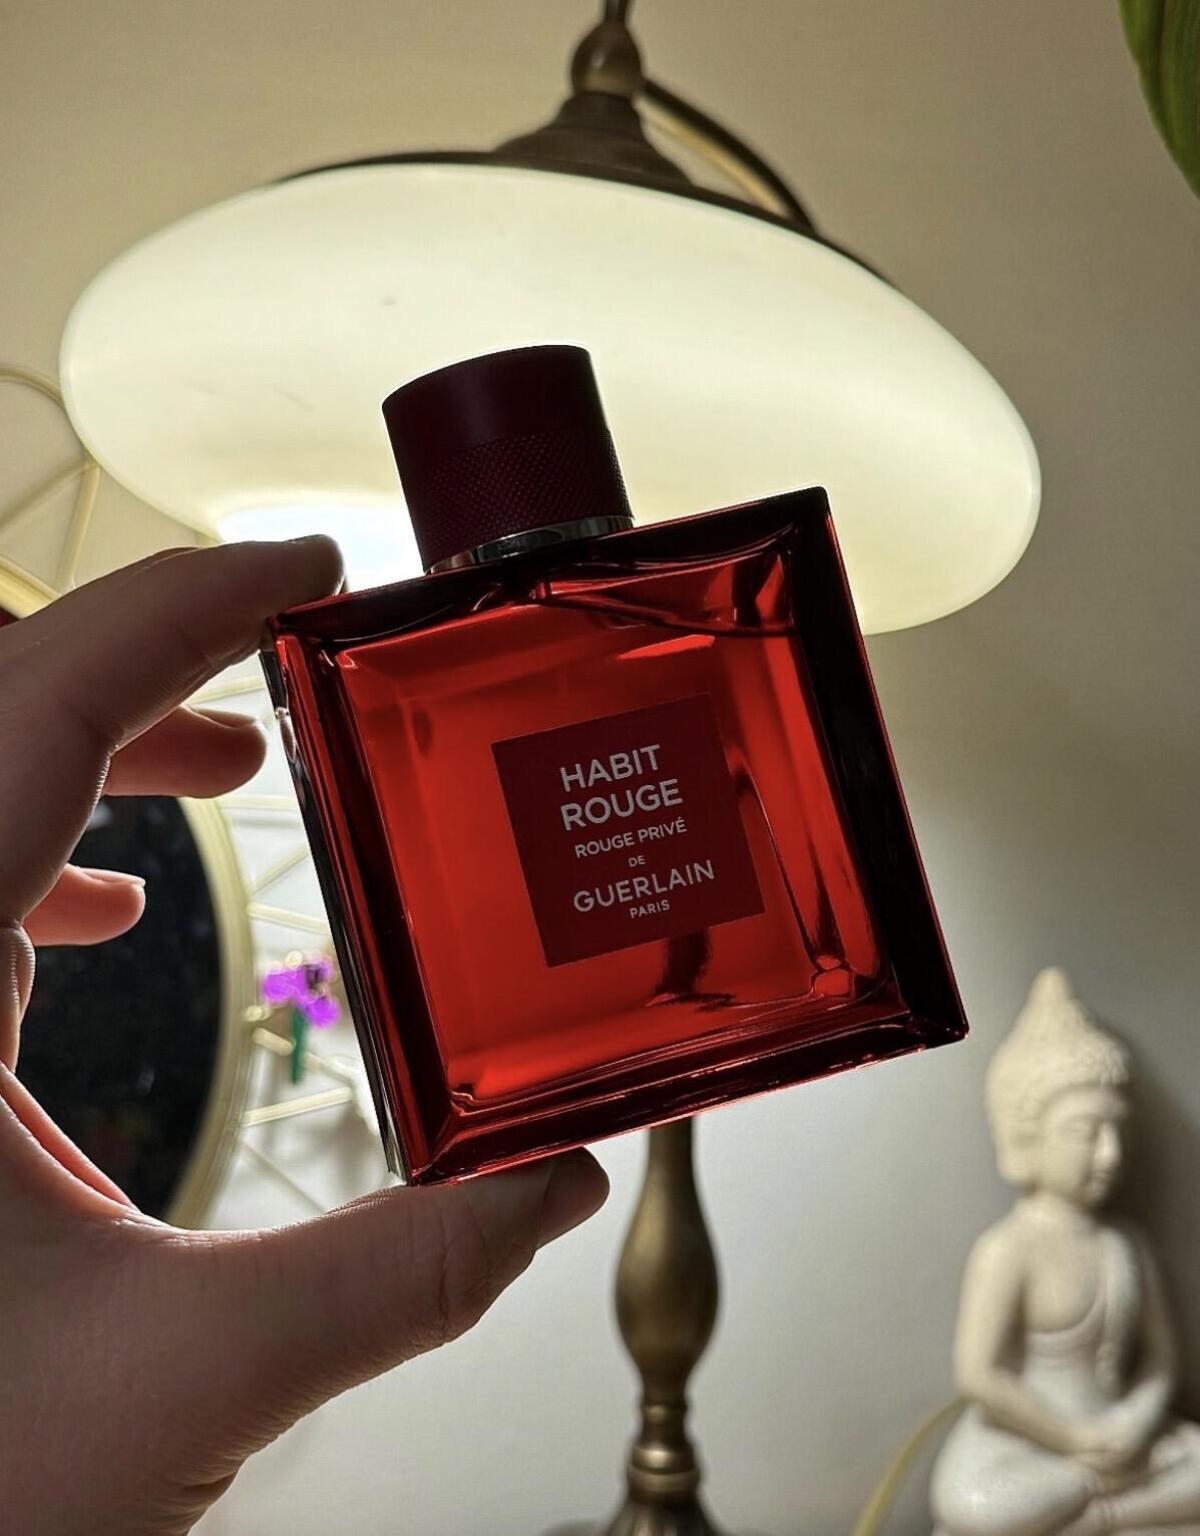 HABIT
ROUGE
ROUGE PRIVÉ
DE
GUERLAIN
PARIS